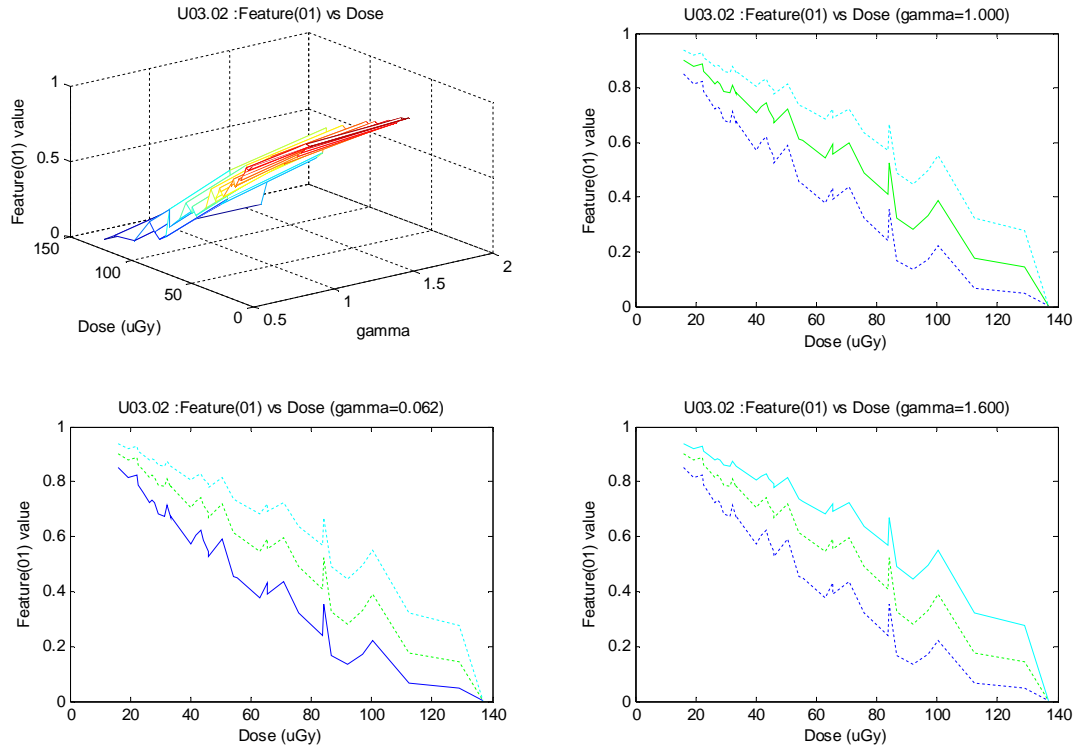 U03.02 :Feature(01) vs Dose
1
0.5
0
Feature(01) value
150
100
50
0
Dose (uGy)
0.5
1
1.5
2
gamma
U03.02 :Feature(01) vs Dose (gamma=1.000)
1
0.8
0.6
0.4
0.2
0
Feature(01) value
0 20 40 60 80 100 120 140
Dose (uGy)
U03.02 :Feature(01) vs Dose (gamma=0.062)
1
0.8
0.6
0.4
0.2
0
Feature(01) value
0 20 40 60 80 100 120 140
Dose (uGy)
U03.02 :Feature(01) vs Dose (gamma=1.600)
1
0.8
0.6
0.4
0.2
0
Feature(01) value
0 20 40 60 80 100 120 140
Dose (uGy)